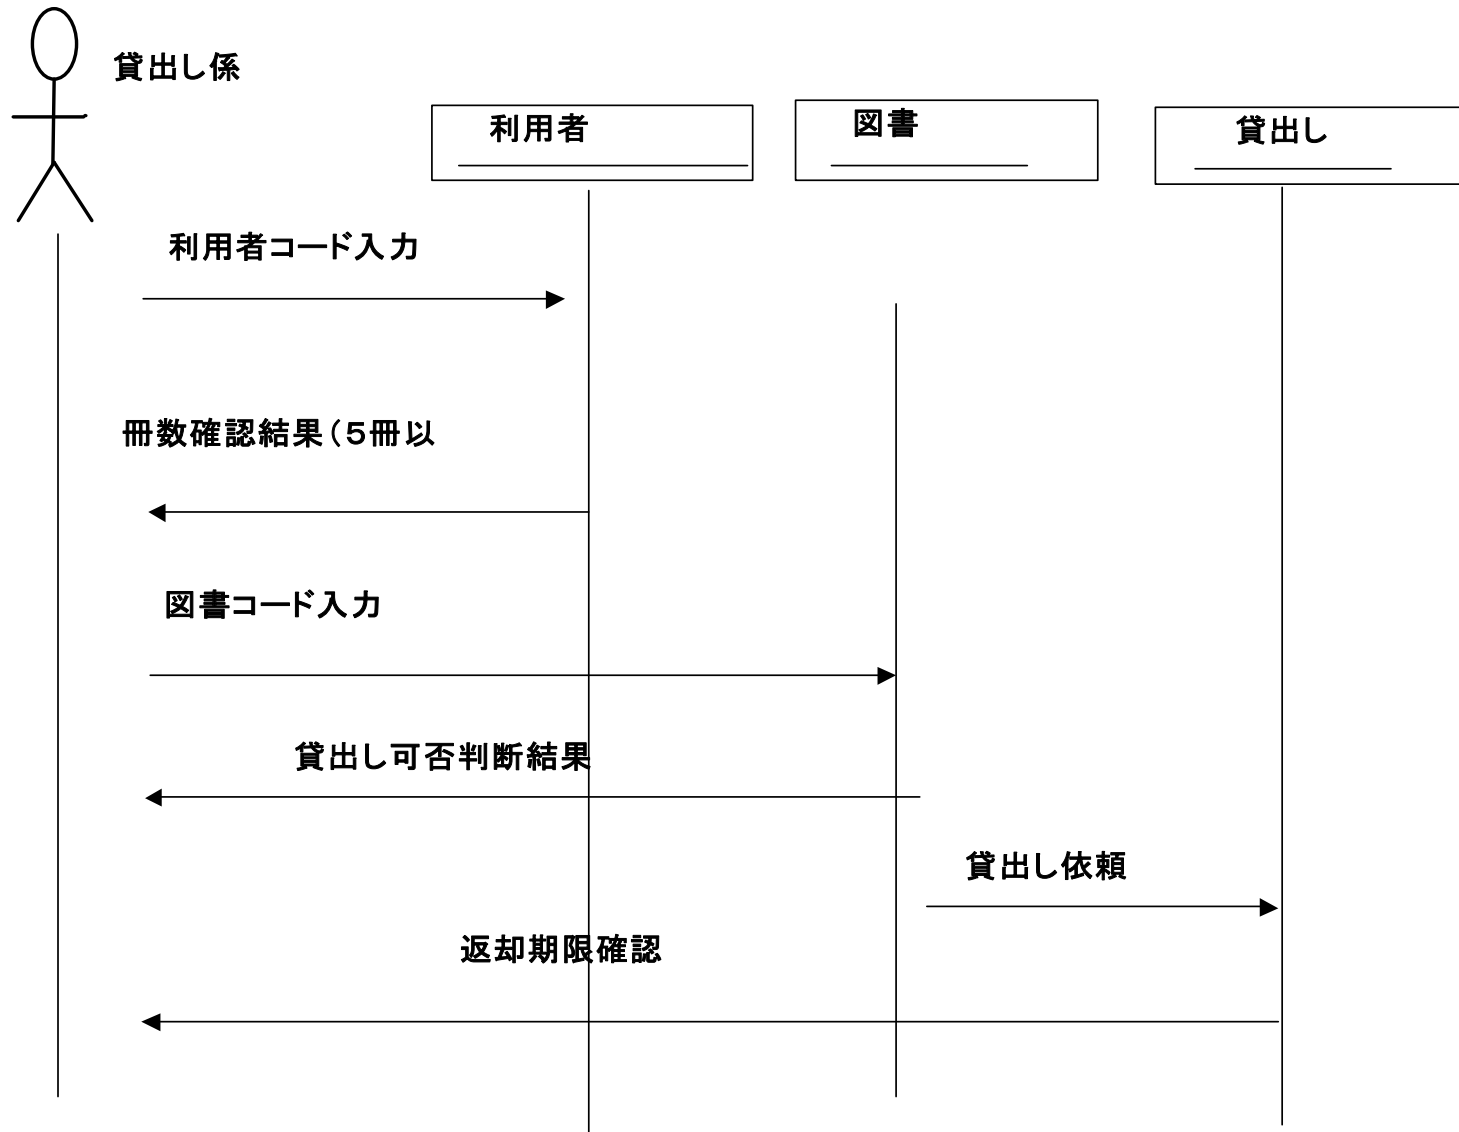 貸出し係
利用者
図書
貸出し
利用者コード入力
冊数確認結果（５冊以
図書コード入力
貸出し可否判断結果
貸出し依頼
返却期限確認